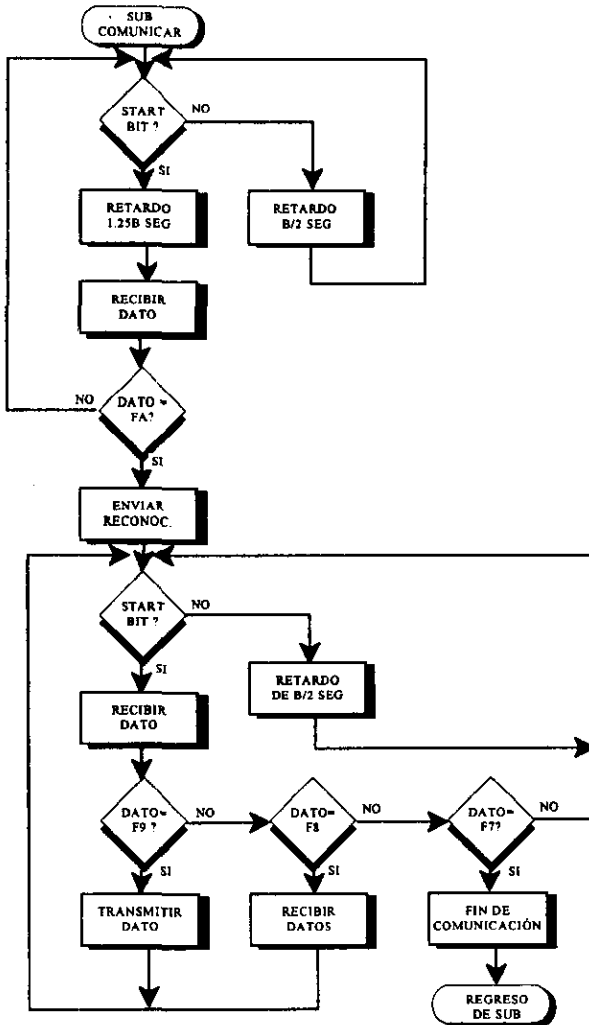 SUB
COMUNICAR
START
BIT ?
NO
SI
RETARDO
1.25B SEG
RETARDO
B/2 SEG
RECIBIR
DATO
NO
DATO =
FA?
SI
ENVIAR
RECONOC.
START
BIT ?
NO
SI
RETARDO
DE B/2 SEG
RECIBIR
DATO
DATO=
F9 ?
NO
DATO=
F8
NO
DATO=
F7?
NO
SI
SI
SI
TRANSMITIR
DATO
RECIBIR
DATOS
FIN DE
COMUNICACIÓN
REGRESO
DE SUB